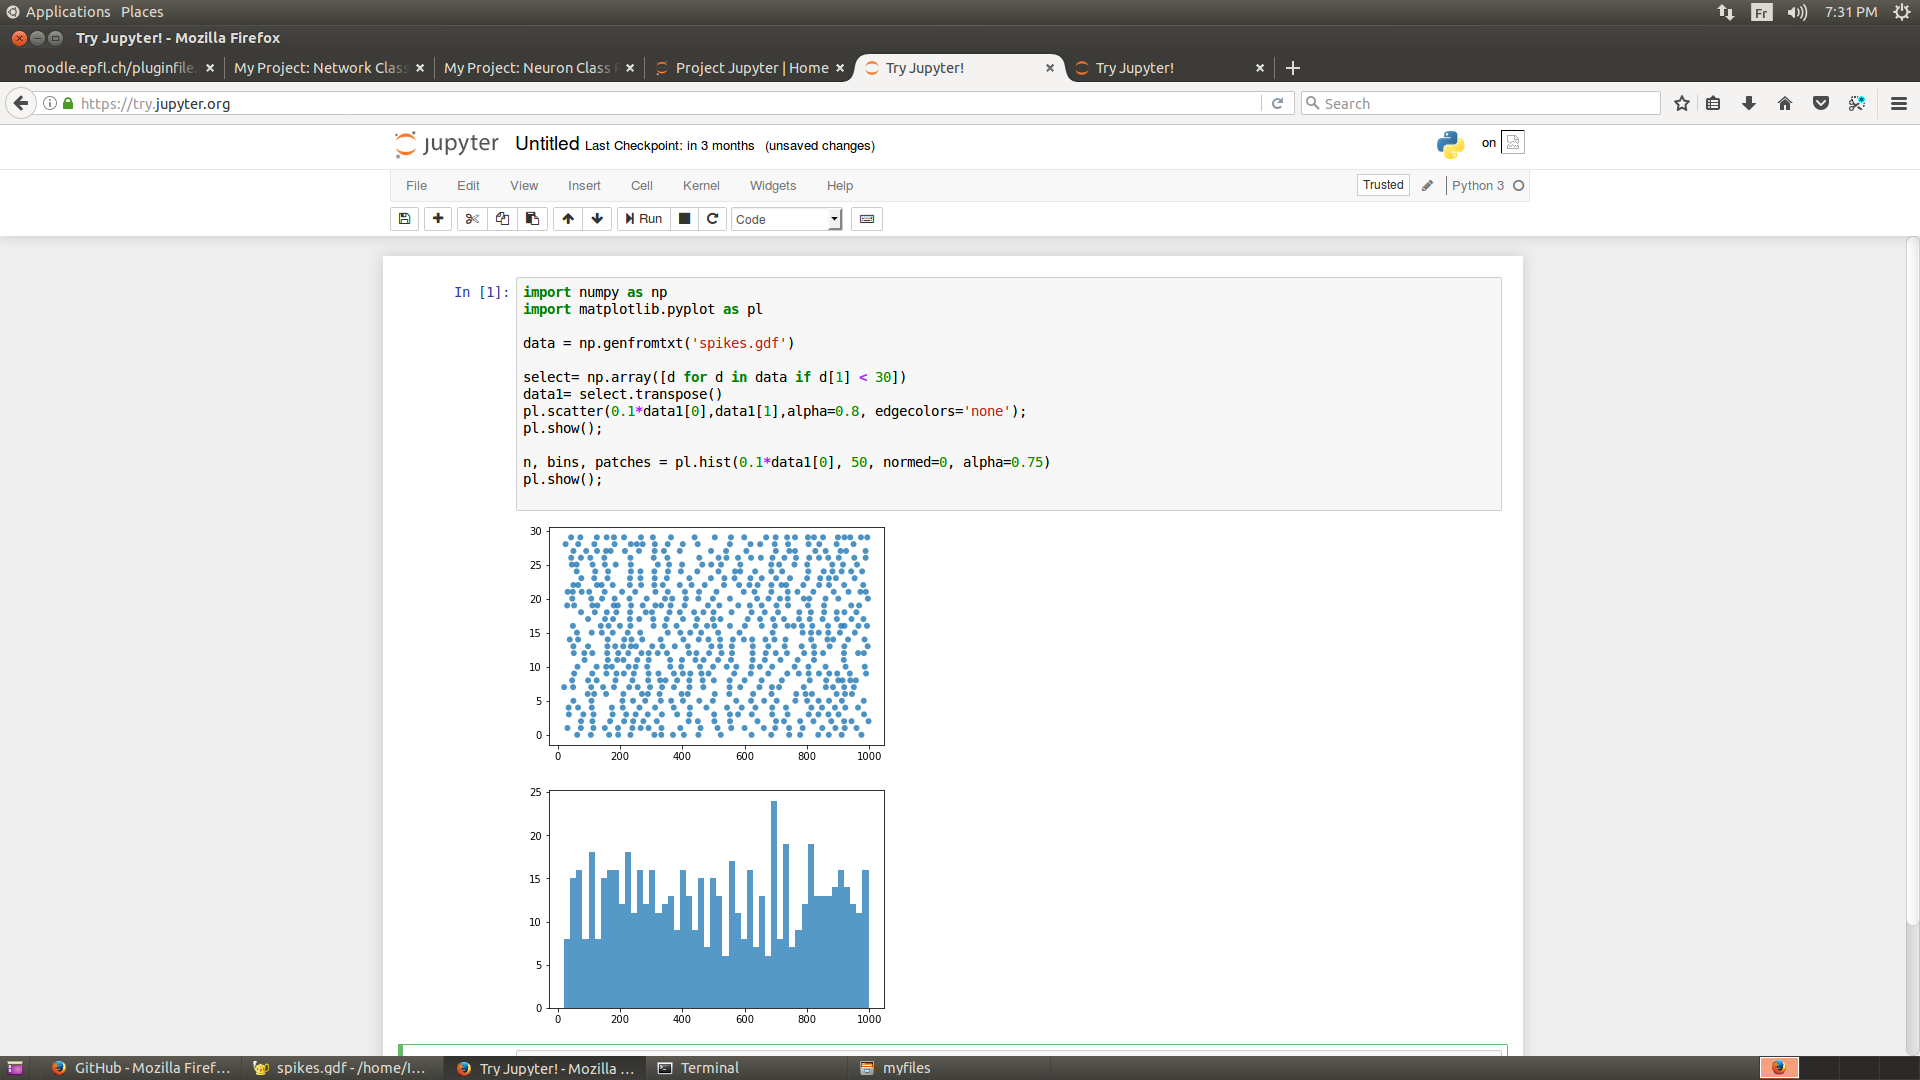 Applications Places
Fr 7:31 PM
Try Jupyter! - Mozilla Firefox
moodle.epfl.ch/pluginfile. My Project: Network Clas My Project: Neuron Class Project Jupyter | Home Try Jupyter! Try Jupyter!
https://try.jupyter.org
Search
jupyter Untitled Last Checkpoint: in 3 months (unsaved changes)
on
File Edit View Insert Cell Kernel Widgets Help
Trusted Python 3
Run Code
In [1]:
import numpy as np
import matplotlib.pyplot as pl
data = np.genfromtxt('spikes.gdf')
select= np.array([d for d in data if d[1] < 30])
data1= select.transpose()
pl.scatter(0.1*data1[0],data1[1],alpha=0.8, edgecolors='none');
pl.show();
n, bins, patches = pl.hist(0.1*data1[0], 50, normed=0, alpha=0.75)
pl.show();
30
25
20
15
10
5
0
0 200 400 600 800 1000
25
20
15
10
5
0
0 200 400 600 800 1000
GitHub - Mozilla Firef... spikes.gdf - /home/I... Try Jupyter! - Mozilla ... Terminal myfiles